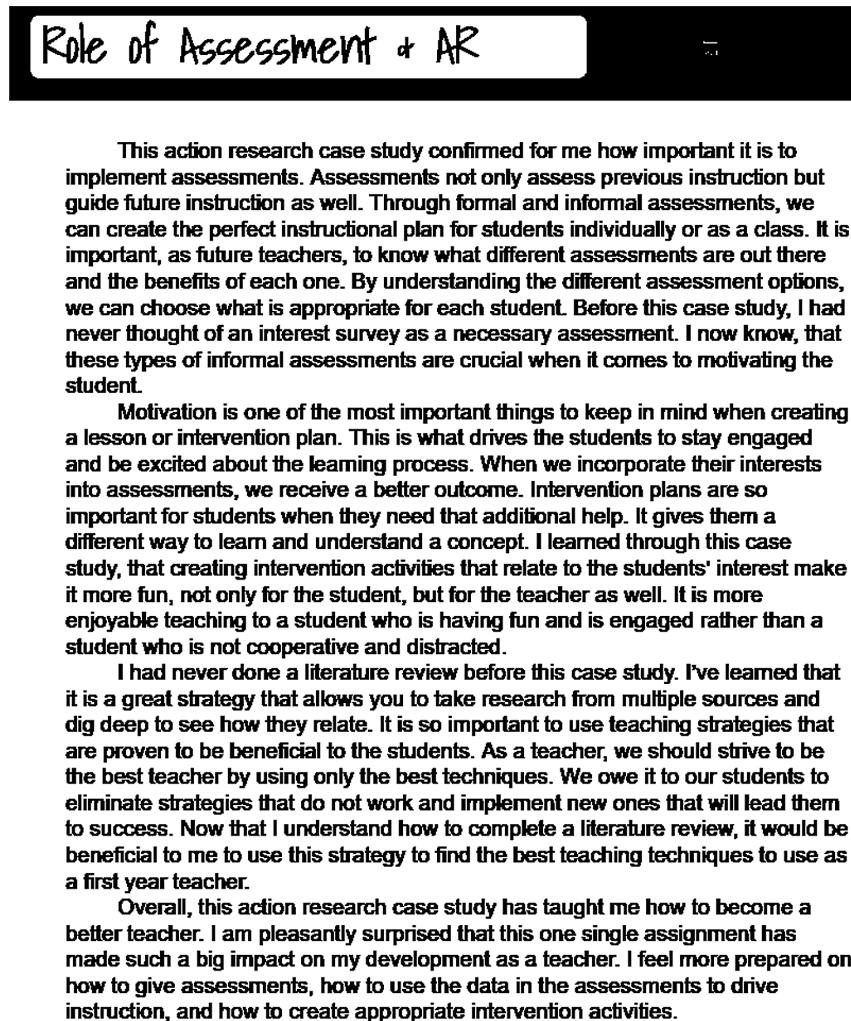 Role of Assessment & AR
This action research case study confirmed for me how important it is to
implement assessments. Assessments not only assess previous instruction but
guide future instruction as well. Through formal and informal assessments, we
can create the perfect instructional plan for students individually or as a class. It is
important, as future teachers, to know what different assessments are out there
and the benefits of each one. By understanding the different assessment options,
we can choose what is appropriate for each student. Before this case study, I had
never thought of an interest survey as a necessary assessment. I now know, that
these types of informal assessments are crucial when it comes to motivating the
student.
Motivation is one of the most important things to keep in mind when creating
a lesson or intervention plan. This is what drives the students to stay engaged
and be excited about the learning process. When we incorporate their interests
into assessments, we receive a better outcome. Intervention plans are so
important for students when they need that additional help. It gives them a
different way to learn and understand a concept. I learned through this case
study, that creating intervention activities that relate to the students' interest make
it more fun, not only for the student, but for the teacher as well. It is more
enjoyable teaching to a student who is having fun and is engaged rather than a
student who is not cooperative and distracted.
I had never done a literature review before this case study. I've learned that
it is a great strategy that allows you to take research from multiple sources and
dig deep to see how they relate. It is so important to use teaching strategies that
are proven to be beneficial to the students. As a teacher, we should strive to be
the best teacher by using only the best techniques. We owe it to our students to
eliminate strategies that do not work and implement new ones that will lead them
to success. Now that I understand how to complete a literature review, it would be
beneficial to me to use this strategy to find the best teaching techniques to use as
a first year teacher.
Overall, this action research case study has taught me how to become a
better teacher. I am pleasantly surprised that this one single assignment has
made such a big impact on my development as a teacher. I feel more prepared on
how to give assessments, how to use the data in the assessments to drive
instruction, and how to create appropriate intervention activities.